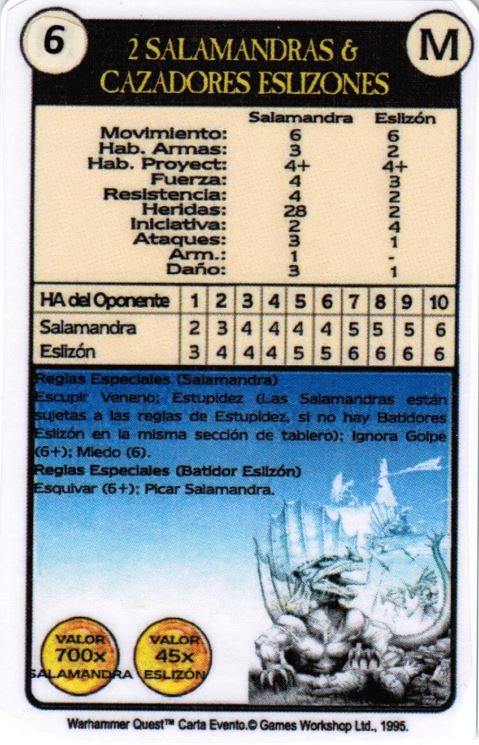 6
M
2 SALAMANDRAS &
CAZADORES ESLIZONES
Salamandra Eslizón
Movimiento: 6 6
Hab. Armas: 3 2
Hab. Proyect: 4+ 4+
Fuerza: 4 3
Resistencia: 4 2
Heridas: 28 2
Iniciativa: 2 4
Ataques: 3 1
Arm.: 1 -
Daño: 3 1
HA del Oponente 1 2 3 4 5 6 7 8 9 10
Salamandra 2 3 4 4 4 4 5 5 5 6
Eslizón 3 4 4 4 5 5 6 6 6 6
Reglas Especiales (Salamandra)
Escupir Veneno; Estupidez (Las Salamandras están
sujetas a las reglas de Estupidez, si no hay Batidores
Eslizón en la misma sección de tablero); Ignora Golpe
(6+); Miedo (6).
Reglas Especiales (Batidor Eslizón)
Esquivar (6+); Picar Salamandra.
VALOR
700x
SALAMANDRA
VALOR
45x
ESLIZÓN
Warhammer Quest™ Carta Evento.© Games Workshop Ltd., 1995.